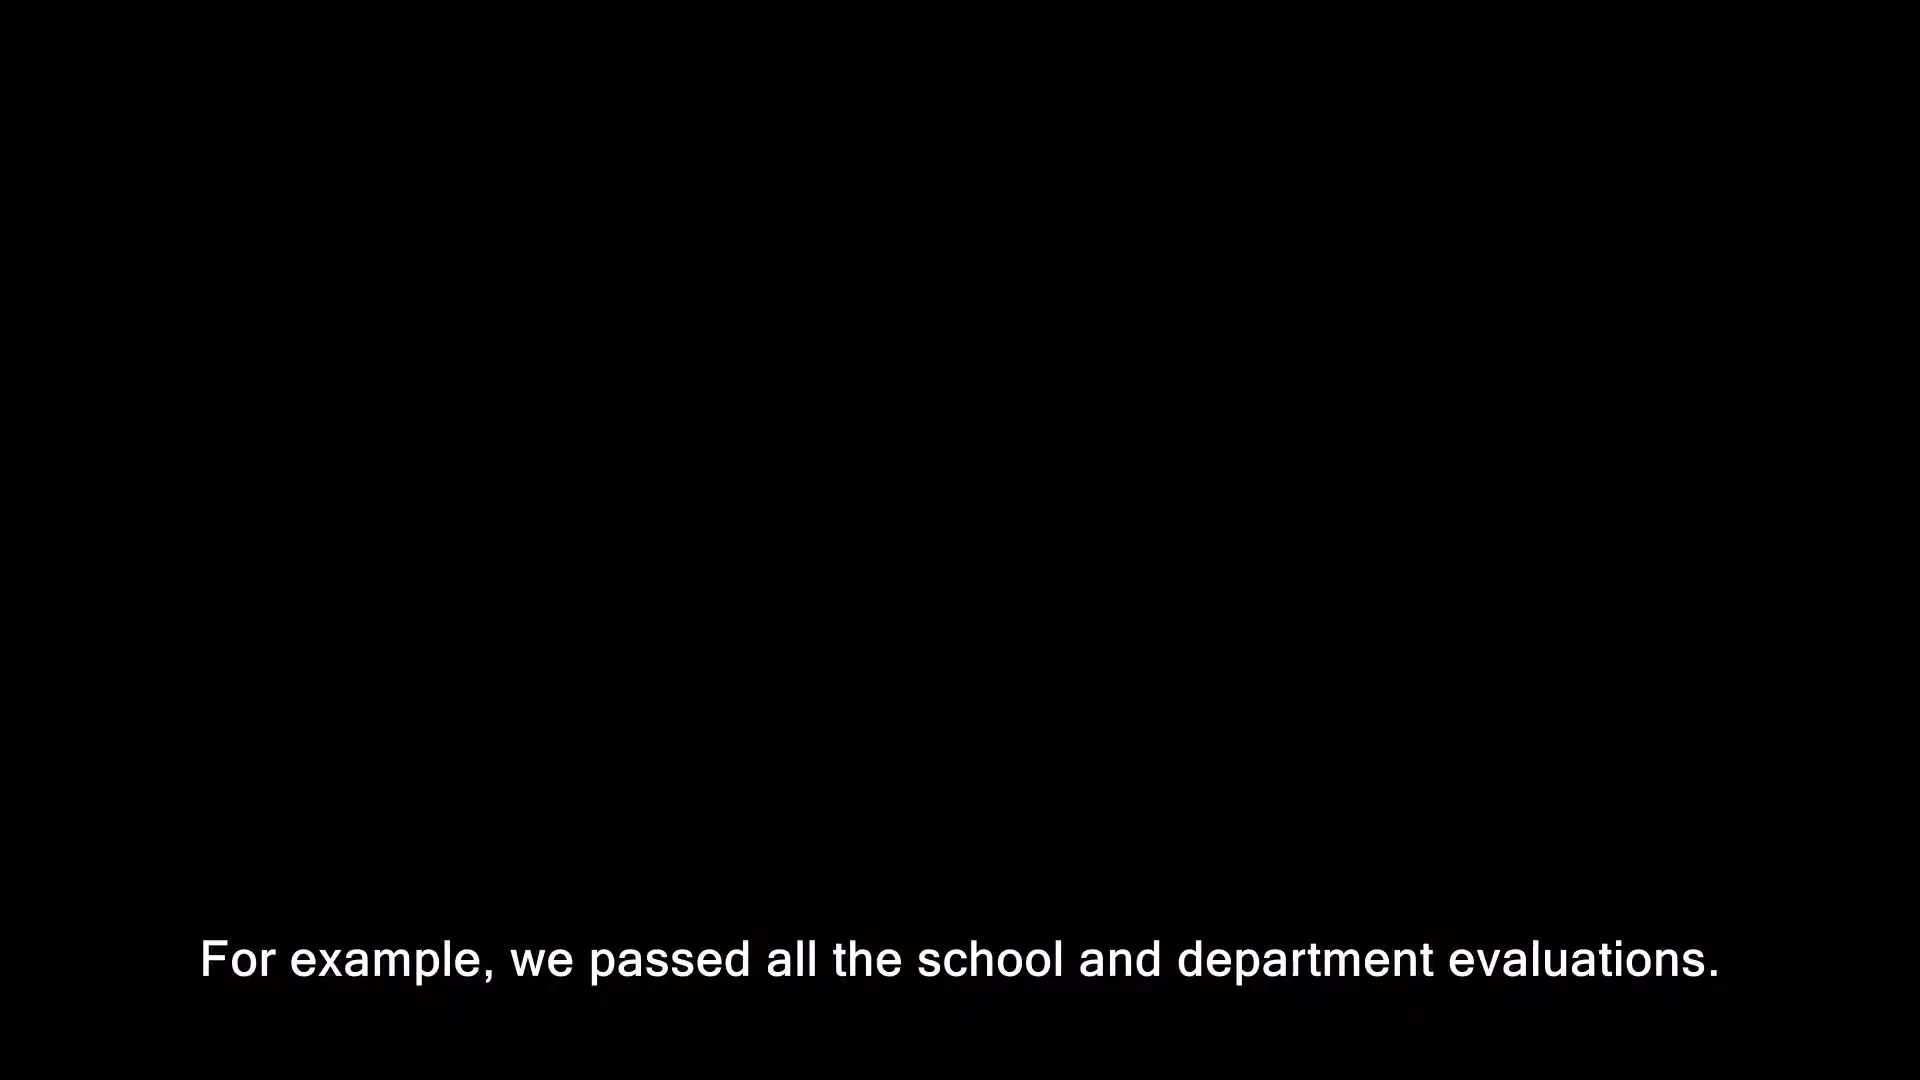 For example, we passed all the school and department evaluations.